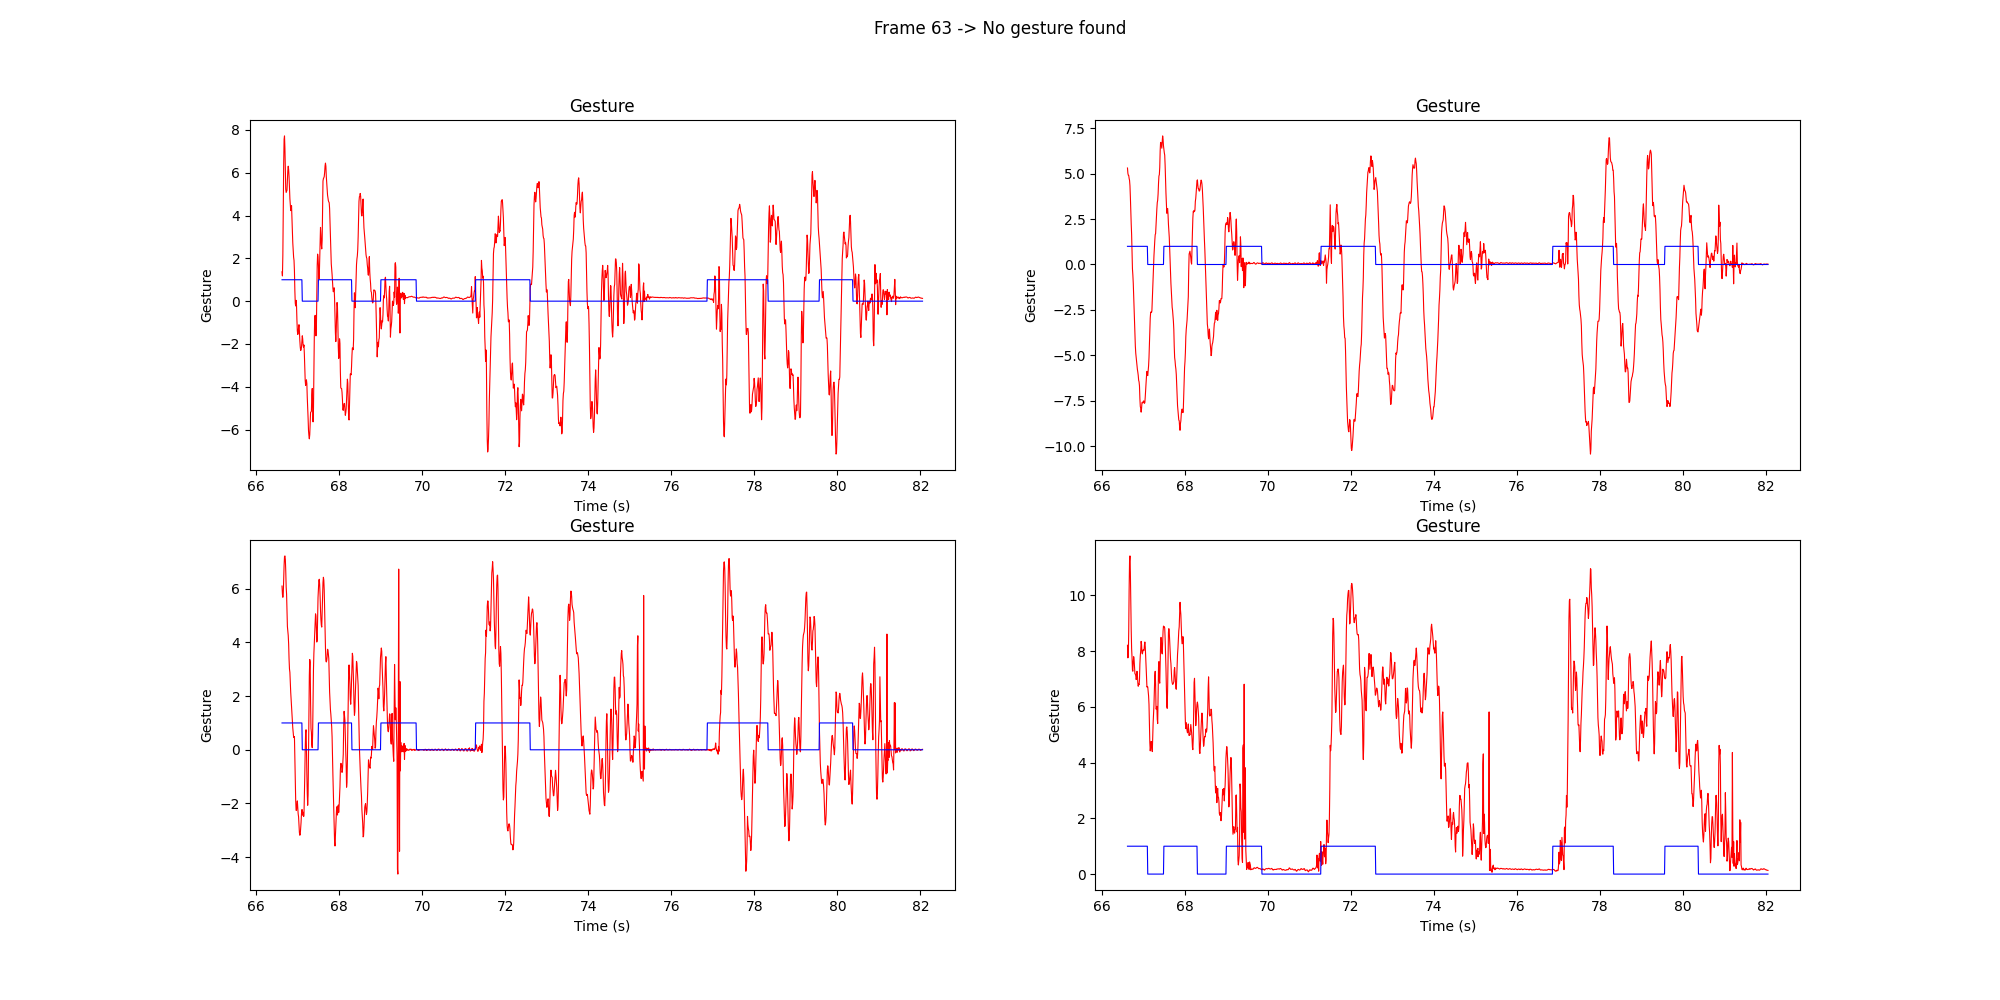 Frame 63 -> No gesture found
Gesture
8
6
4
2
0
−2
−4
−6
Gesture
66 68 70 72 74 76 78 80 82
Time (s)
Gesture
7.5
5.0
2.5
0.0
−2.5
−5.0
−7.5
−10.0
Gesture
66 68 70 72 74 76 78 80 82
Time (s)
Gesture
6
4
2
0
−2
−4
Gesture
66 68 70 72 74 76 78 80 82
Time (s)
Gesture
10
8
6
4
2
0
Gesture
66 68 70 72 74 76 78 80 82
Time (s)